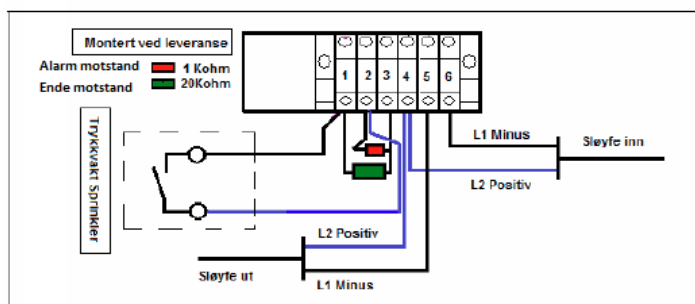 Montert ved leveranse
Alarm motstand 1 Kohm
Ende motstand 20Kohm
1 2 3 4 5 6
Trykkvakt Sprinkler
L1 Minus
Sløyfe inn
L2 Positiv
L2 Positiv
Sløyfe ut
L1 Minus